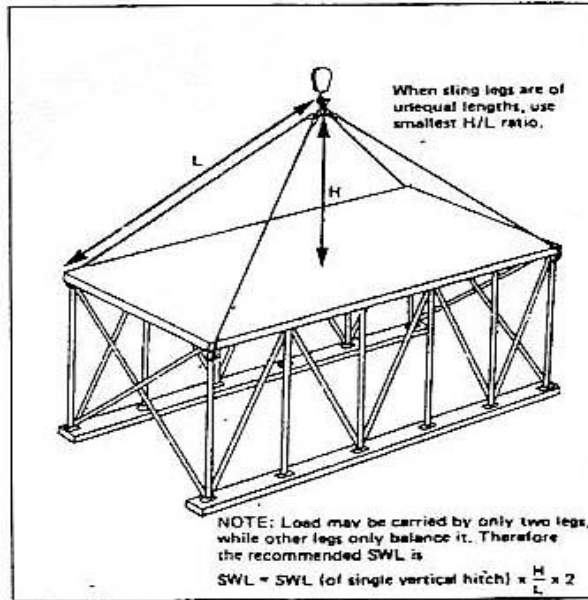 When sling legs are of
unequal lengths, use
smallest H/L ratio.
L
H
NOTE: Load may be carried by only two legs,
while other legs only balance it. Therefore
the recommended SWL is
SWL = SWL (of single vertical hitch) x H/L x 2